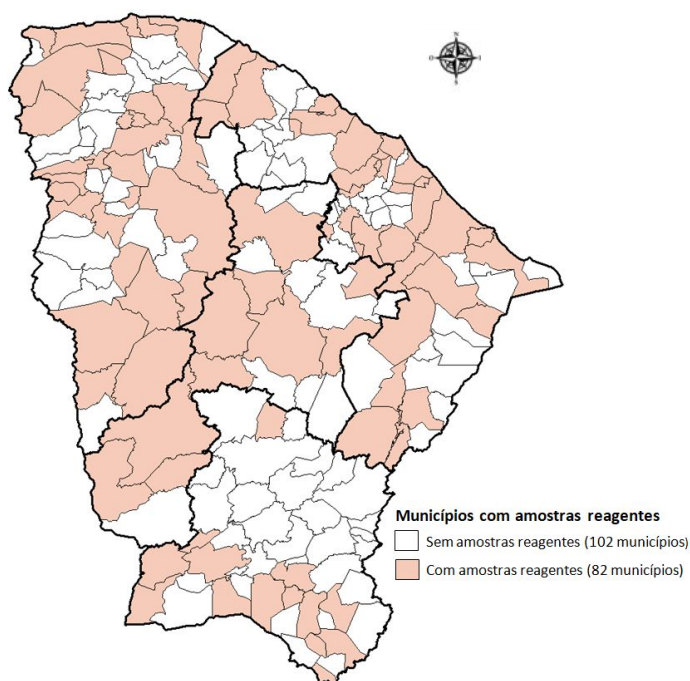 N
O
S
Municípios com amostras reagentes
Sem amostras reagentes (102 municípios)
Com amostras reagentes (82 municípios)